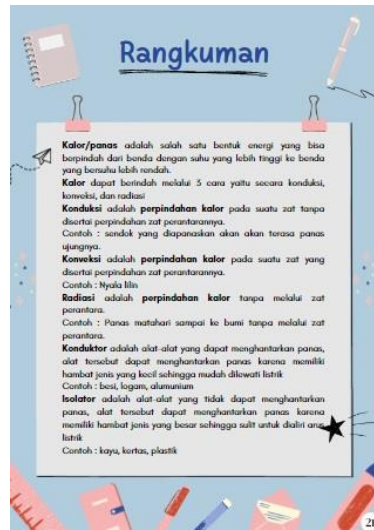 Rangkuman
Kalor/panas adalah salah satu bentuk energi yang bisa
berpindah dari benda dengan suhu yang lebih tinggi ke benda
yang bersuhu lebih rendah.
Kalor dapat berindah melalui 3 cara yaitu secara konduksi,
konveksi, dan radiasi
Konduksi adalah perpindahan kalor pada suatu zat tanpa
disertai perpindahan zat perantarannya.
Contoh : sendok yang diapanaskan akan akan terasa panas
ujungnya.
Konveksi adalah perpindahan kalor pada suatu zat yang
disertai perpindahan zat perantarannya.
Contoh : Nyala lilin
Radiasi adalah perpindahan kalor tanpa melalui zat
perantara.
Contoh : Panas matahari sampai ke bumi tanpa melalui zat
perantara.
Konduktor adalah alat-alat yang dapat menghantarkan panas,
alat tersebut dapat menghantarkan panas karena memiliki
hambat jenis yang kecil sehingga mudah dilewati listrik
Contoh : besi, logam, alumunium
Isolator adalah alat-alat yang tidak dapat menghantarkan
panas, alat tersebut dapat menghantarkan panas karena
memiliki hambat jenis yang besar sehingga sulit untuk dialiri arus
listrik
Contoh : kayu, kertas, plastik